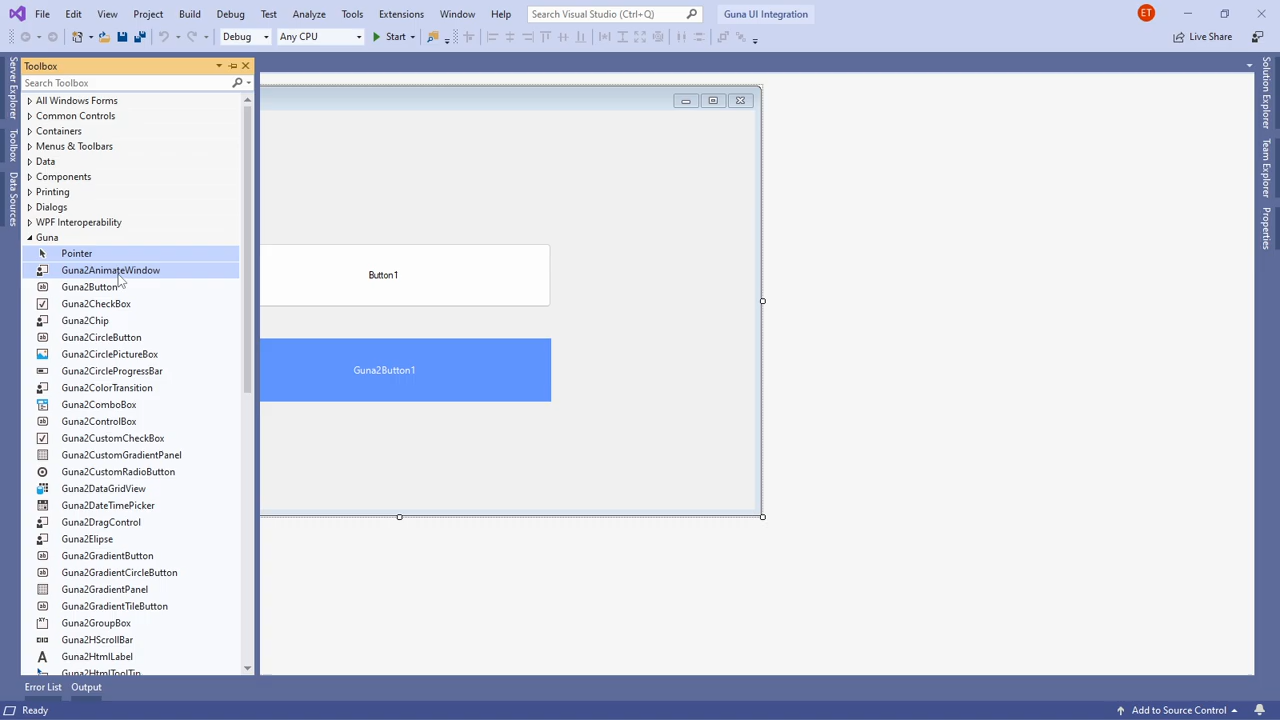 File Edit View Project Build Debug Test Analyze Tools Extensions Window Help Search Visual Studio (Ctrl+/) Guna UI Integration ET
Debug Any CPU Start Live Share
Server Explorer
Toolbox
Data Sources
Toolbox
Search Toolbox
All Windows Forms
Common Controls
Containers
Menus & Toolbars
Data
Components
Printing
Dialogs
WPF Interoperability
Guna
Pointer
Guna2AnimateWindow
Guna2Button
Guna2CheckBox
Guna2Chip
Guna2CircleButton
Guna2CirclePictureBox
Guna2CircleProgressBar
Guna2ColorTransition
Guna2ComboBox
Guna2ControlBox
Guna2CustomCheckBox
Guna2CustomGradientPanel
Guna2CustomRadioButton
Guna2DataGridView
Guna2DateTimePicker
Guna2DragControl
Guna2Elipse
Guna2GradientButton
Guna2GradientCircleButton
Guna2GradientPanel
Guna2GradientTileButton
Guna2GroupBox
Guna2HScrollBar
Guna2HtmlLabel
Guna2HtmlToolTip
Button1
Guna2Button1
Solution Explorer
Team Explorer
Properties
Error List Output
Ready Add to Source Control